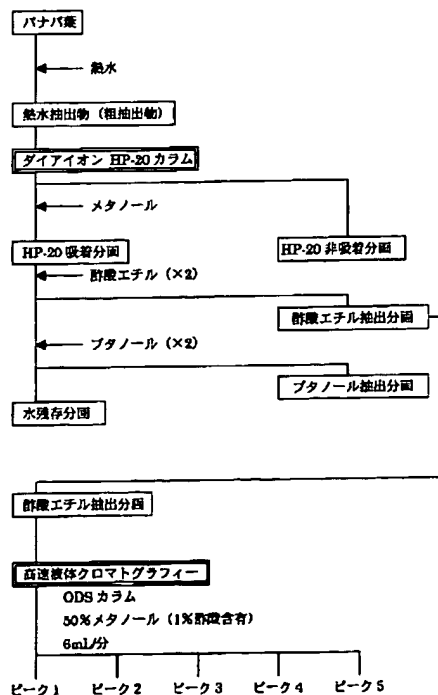 バナバ葉
熱水
熱水抽出物（粗抽出物）
ダイアイオン HP-20 カラム
メタノール
HP-20 吸着分画
HP-20 非吸着分画
酢酸エチル（×2）
酢酸エチル抽出分画
ブタノール（×2）
ブタノール抽出分画
水残存分画
酢酸エチル抽出分画
高速液体クロマトグラフィー
ODS カラム
50％メタノール（1％酢酸含有）
6mL/分
ピーク1 ピーク2 ピーク3 ピーク4 ピーク5